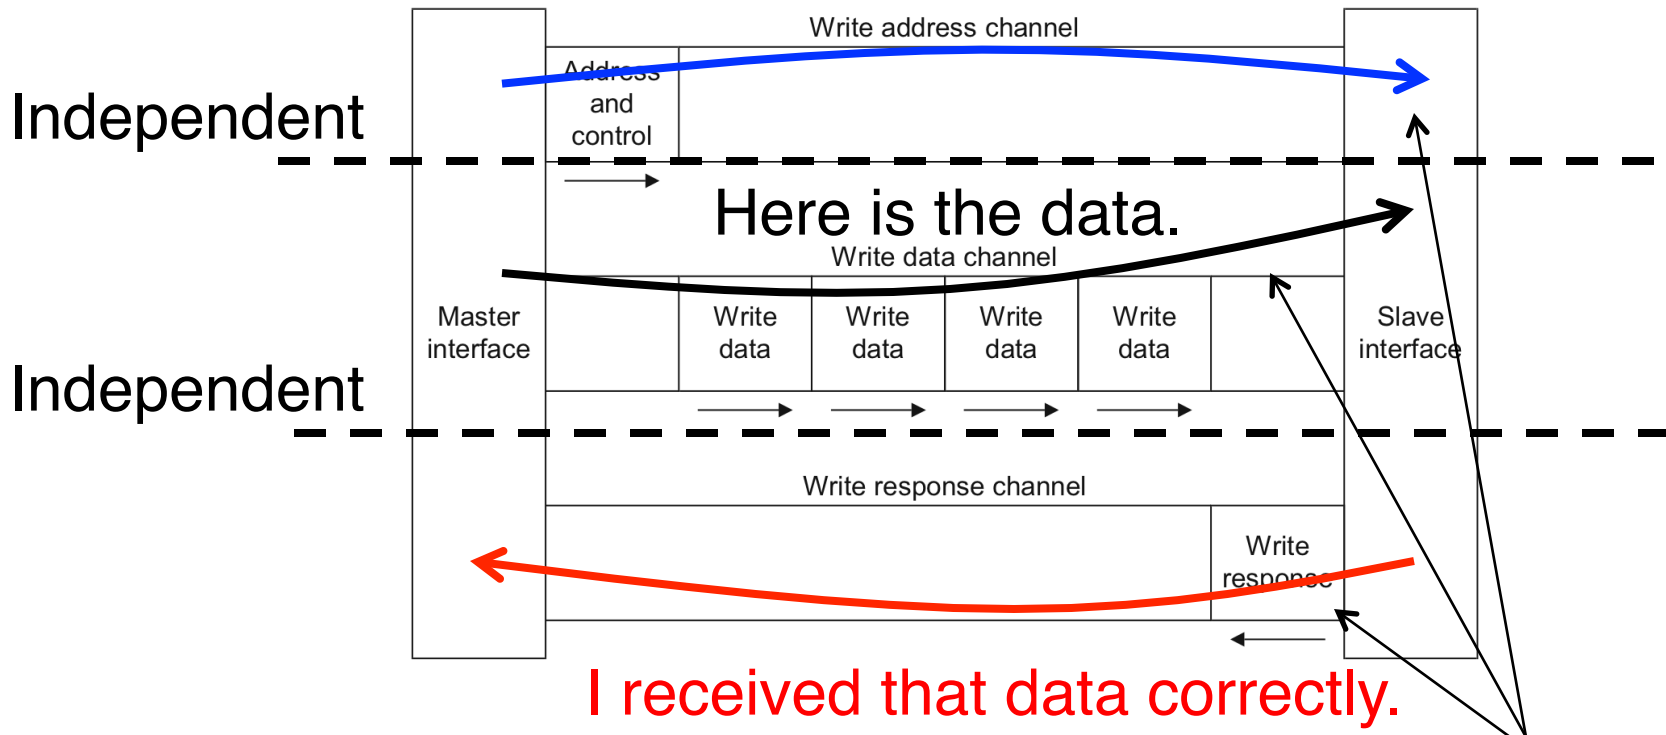 Write address channel
Address
and
control
Independent
Here is the data.
Write data channel
Master
interface
Write
data
Write
data
Write
data
Write
data
Slave
interface
Independent
Write response channel
Write
response
I received that data correctly.